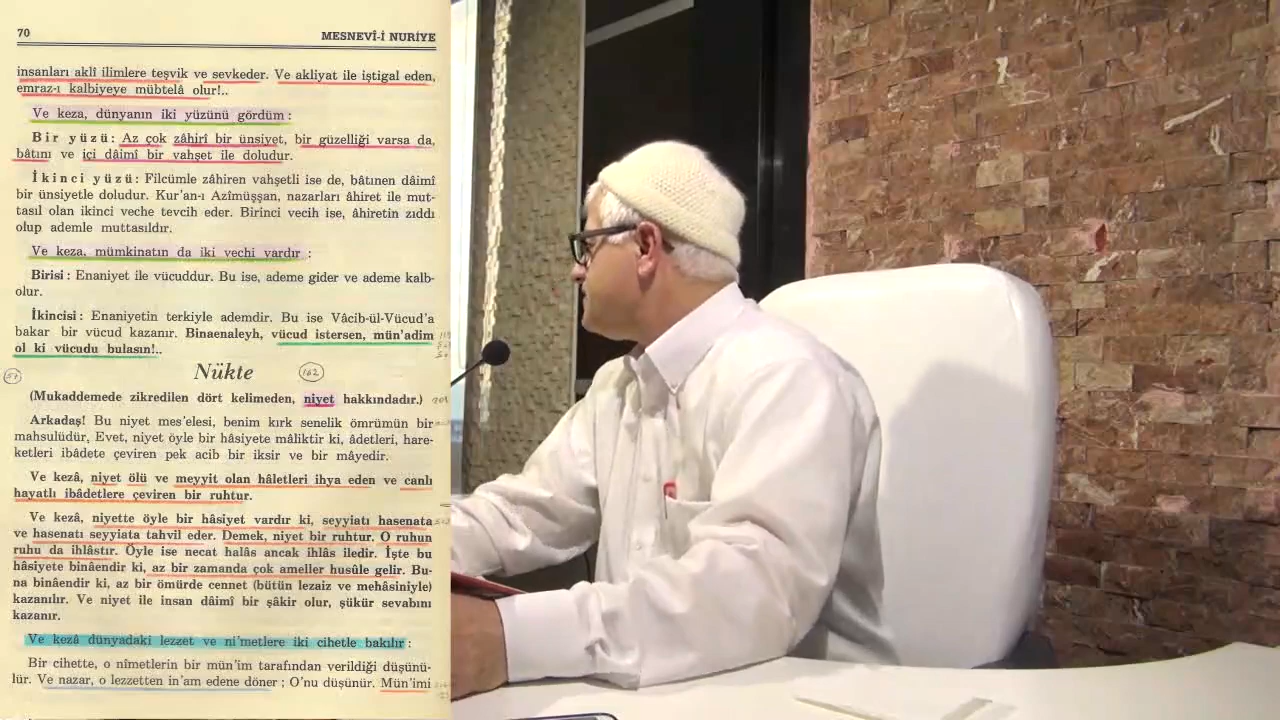 70
MESNEVÎ-İ NURİYE
insanları aklî ilimlere teşvik ve sevkeder. Ve akliyat ile iştigal eden,
emraz-ı kalbiyeye mübtelâ olur!..
Ve keza, dünyanın iki yüzünü gördüm :
Bir yüzü : Az çok zâhirî bir ünsiyet, bir güzelliği varsa da,
bâtını ve içi dâimî bir vahşet ile doludur.
İkinci yüzü : Filcümle zâhiren vahşetli ise de, bâtınen dâimî
bir ünsiyetle doludur. Kur'an-ı Azîmüşşan, nazarları âhiret ile mut-
tasıl olan ikinci veche tevcih eder. Birinci vecih ise, âhiretin zıddı
olup ademle muttasıldır.
Ve keza, mümkinatın da iki vechi vardır :
Birisi : Enaniyet ile vücuddur. Bu ise, ademe gider ve ademe kalb-
olur.
İkincisi : Enaniyetin terkiyle ademdir. Bu ise Vâcib-ül-Vücud'a
bakar bir vücud kazanır. Binaenaleyh, vücud istersen, mün'adim
ol ki vücudu bulasın!..
Nükte
162
(Mukaddemede zikredilen dört kelimeden, niyet hakkındadır.)
Arkadaş! Bu niyet mes'elesi, benim kırk senelik ömrümün bir
mahsulüdür, Evet, niyet öyle bir hâsiyete mâliktir ki, âdetleri, hare-
ketleri ibâdete çeviren pek acib bir iksir ve bir mâyedir.
Ve kezâ, niyet ölü ve meyyit olan hâletleri ihya eden ve canlı
hayatlı ibâdetlere çeviren bir ruhtur.
Ve kezâ, niyette öyle bir hâsiyet vardır ki, seyyiatı hasenata
ve hasenatı seyyiata tahvil eder. Demek, niyet bir ruhtur. O ruhun
ruhu da ihlâstır. Öyle ise necat halâs ancak ihlâs iledir. İşte bu
hâsiyete binâendir ki, az bir zamanda çok ameller husûle gelir. Bu-
na binâendir ki, az bir ömürde cennet (bütün lezaiz ve mehâsiniyle)
kazanılır. Ve niyet ile insan dâimî bir şâkir olur, şükür sevabını
kazanır.
Ve kezâ dünyadaki lezzet ve ni'metlere iki cihetle bakılır :
Bir cihette, o nîmetlerin bir mün'im tarafından verildiği düşünü-
lür. Ve nazar, o lezzetten in'am edene döner ; O'nu düşünür. Mün'imi